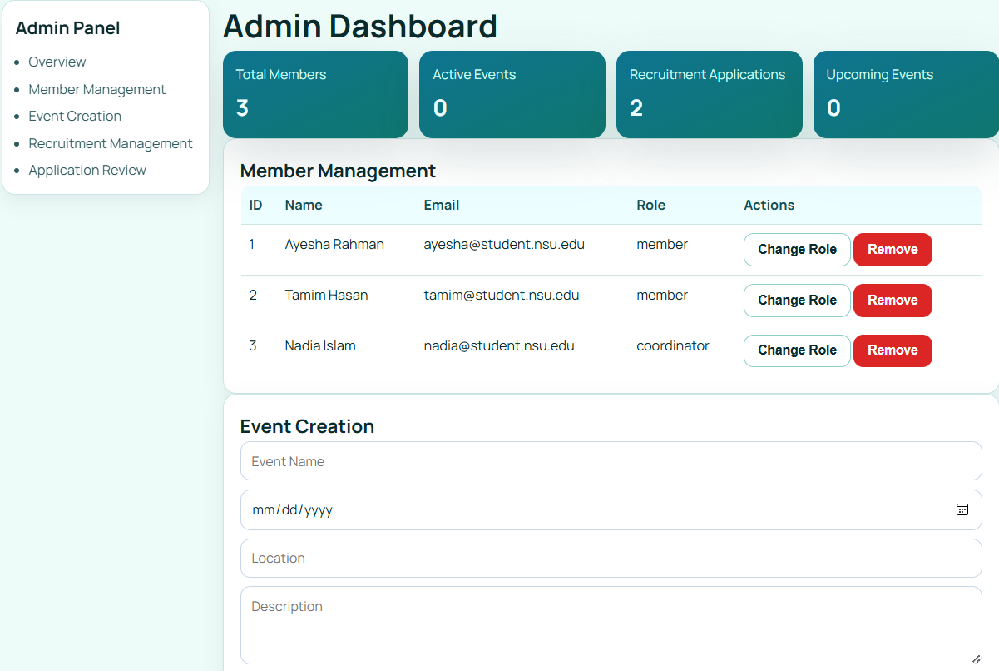 Admin Panel
Overview
Member Management
Event Creation
Recruitment Management
Application Review
Admin Dashboard
Total Members
3
Active Events
0
Recruitment Applications
2
Upcoming Events
0
Member Management
ID Name Email Role Actions
1 Ayesha Rahman ayesha@student.nsu.edu member Change Role Remove
2 Tamim Hasan tamim@student.nsu.edu member Change Role Remove
3 Nadia Islam nadia@student.nsu.edu coordinator Change Role Remove
Event Creation
Event Name
mm/dd/yyyy
Location
Description